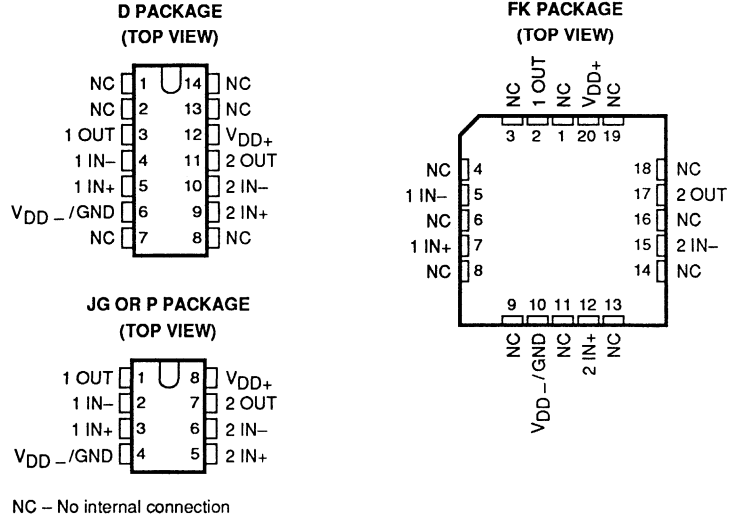 D PACKAGE
(TOP VIEW)
NC 1 14 NC
NC 2 13 NC
1 OUT 3 12 VDD+
1 IN– 4 11 2 OUT
1 IN+ 5 10 2 IN–
VDD –/GND 6 9 2 IN+
NC 7 8 NC
JG OR P PACKAGE
(TOP VIEW)
1 OUT 1 8 VDD+
1 IN– 2 7 2 OUT
1 IN+ 3 6 2 IN–
VDD –/GND 4 5 2 IN+
NC – No internal connection
FK PACKAGE
(TOP VIEW)
NC 1 OUT NC VDD+ NC
3 2 1 20 19
NC 4 18 NC
1 IN– 5 17 2 OUT
NC 6 16 NC
1 IN+ 7 15 2 IN–
NC 8 14 NC
9 10 11 12 13
NC VDD –/GND NC 2 IN+ NC